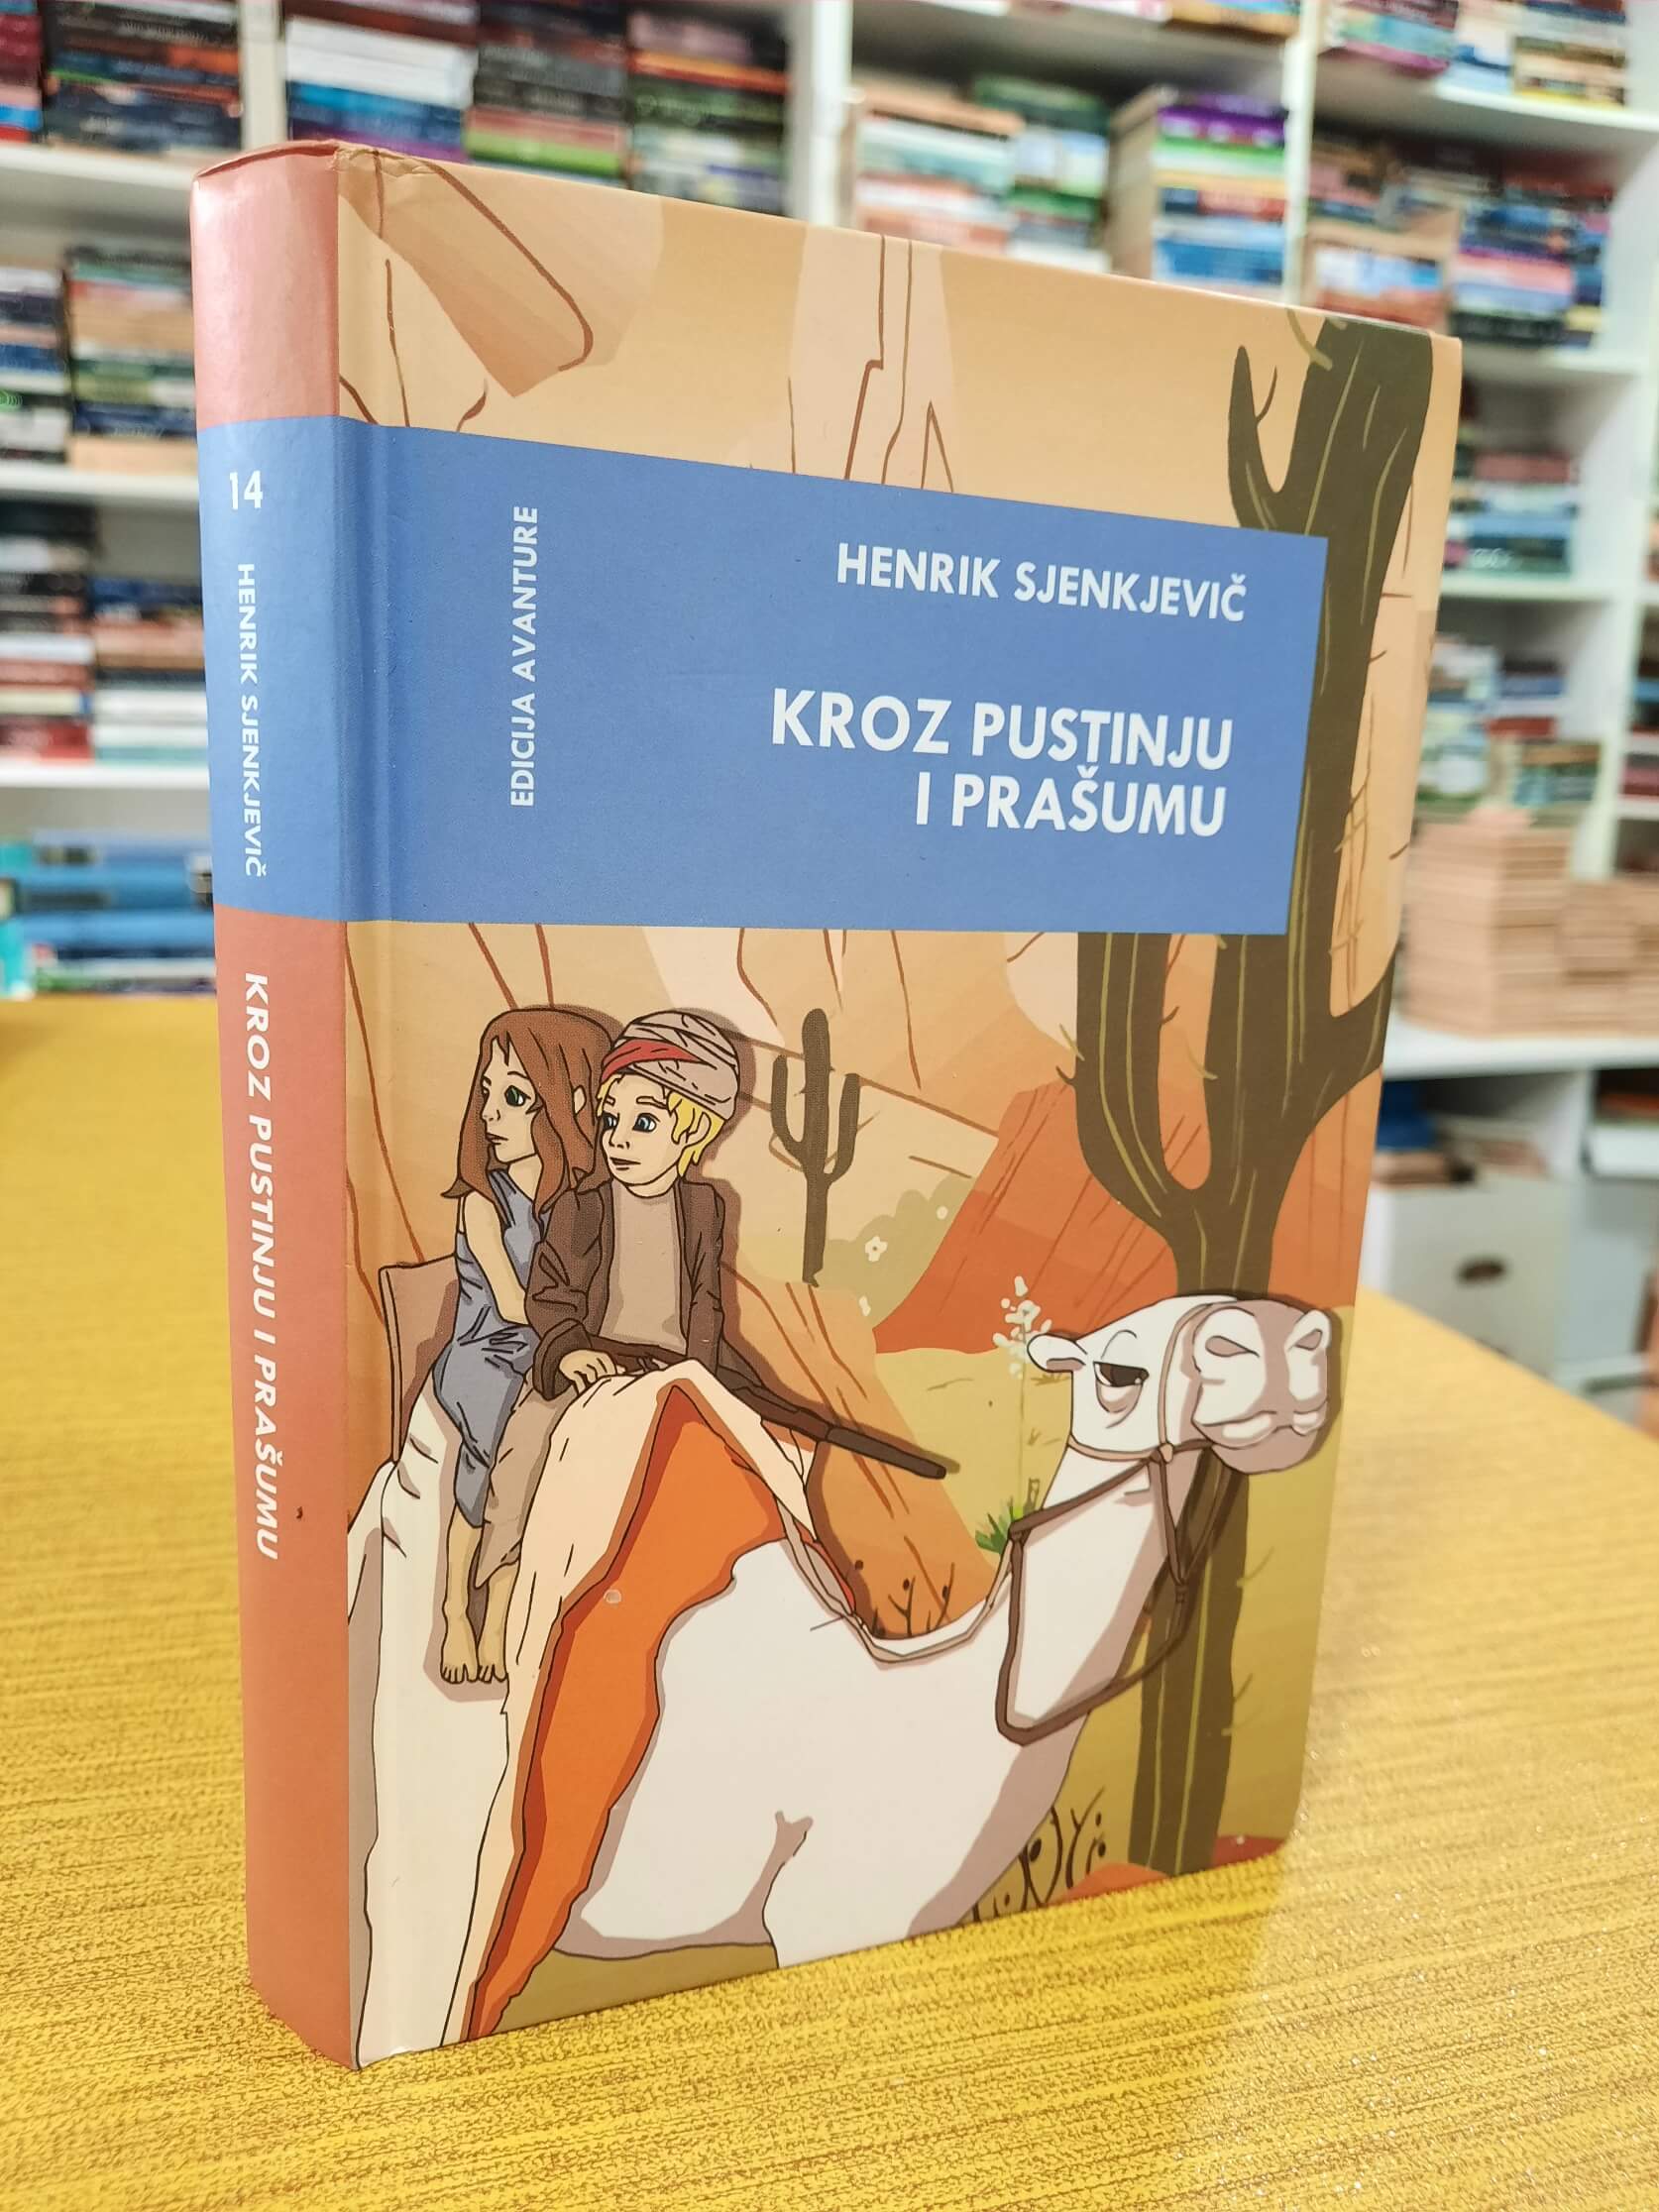 14
HENRIK SJENKJEVIČ
KROZ PUSTINJU I PRAŠUMU
EDICIJA AVANTURE
HENRIK SJENKJEVIČ
KROZ PUSTINJU
I PRAŠUMU